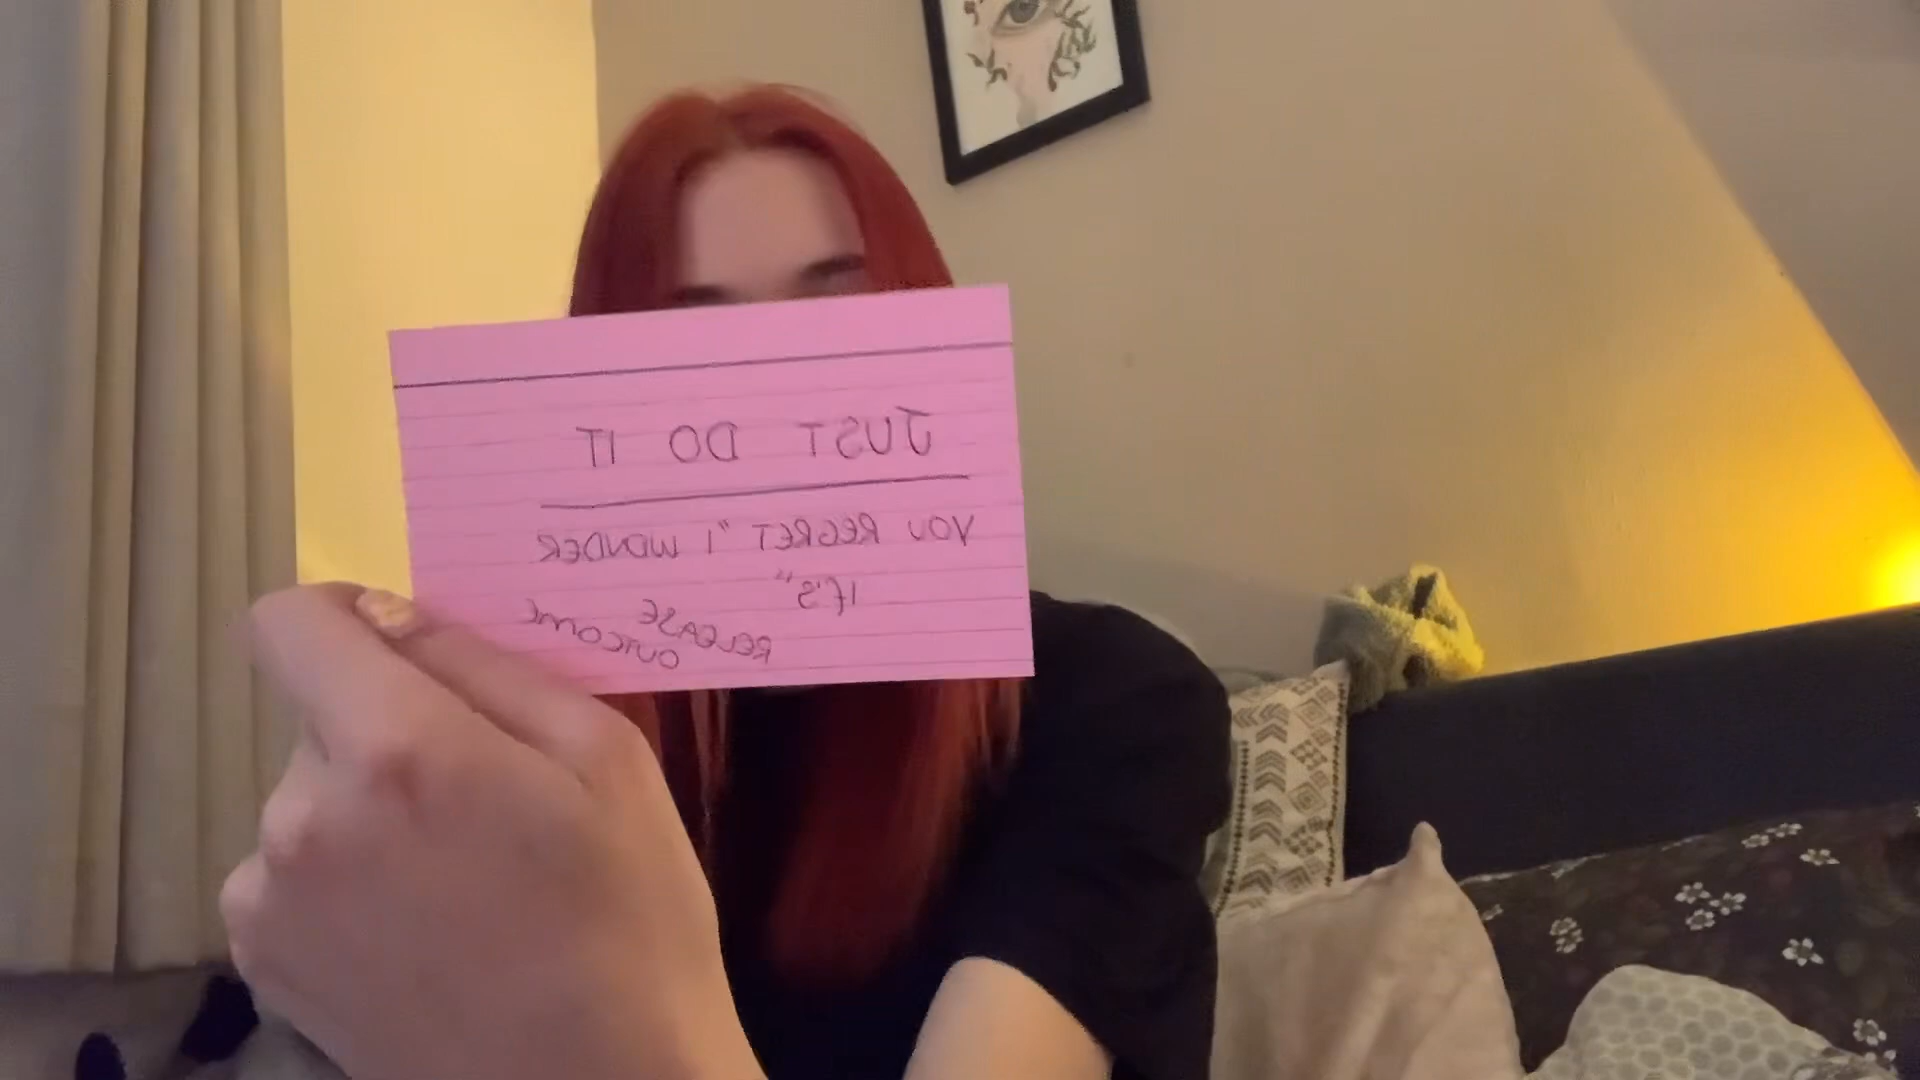 JUST DO IT
YOU REGRET "I WONDER
if's"
RELEASE
OUTCOME